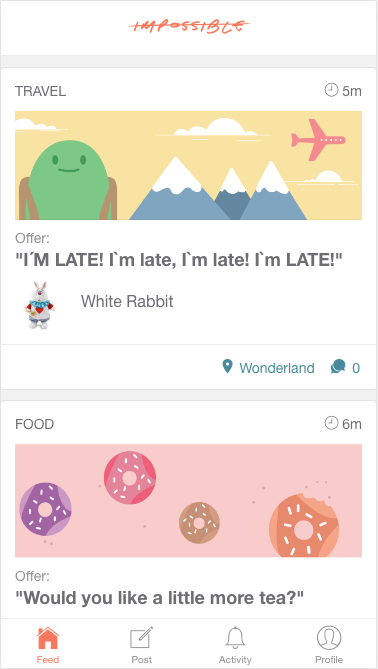 IMPOSSIBLE
TRAVEL
5m
Offer:
"I´M LATE! I`m late, I`m late! I`m LATE!"
White Rabbit
Wonderland
0
FOOD
6m
Offer:
"Would you like a little more tea?"
Feed
Post
Activity
Profile